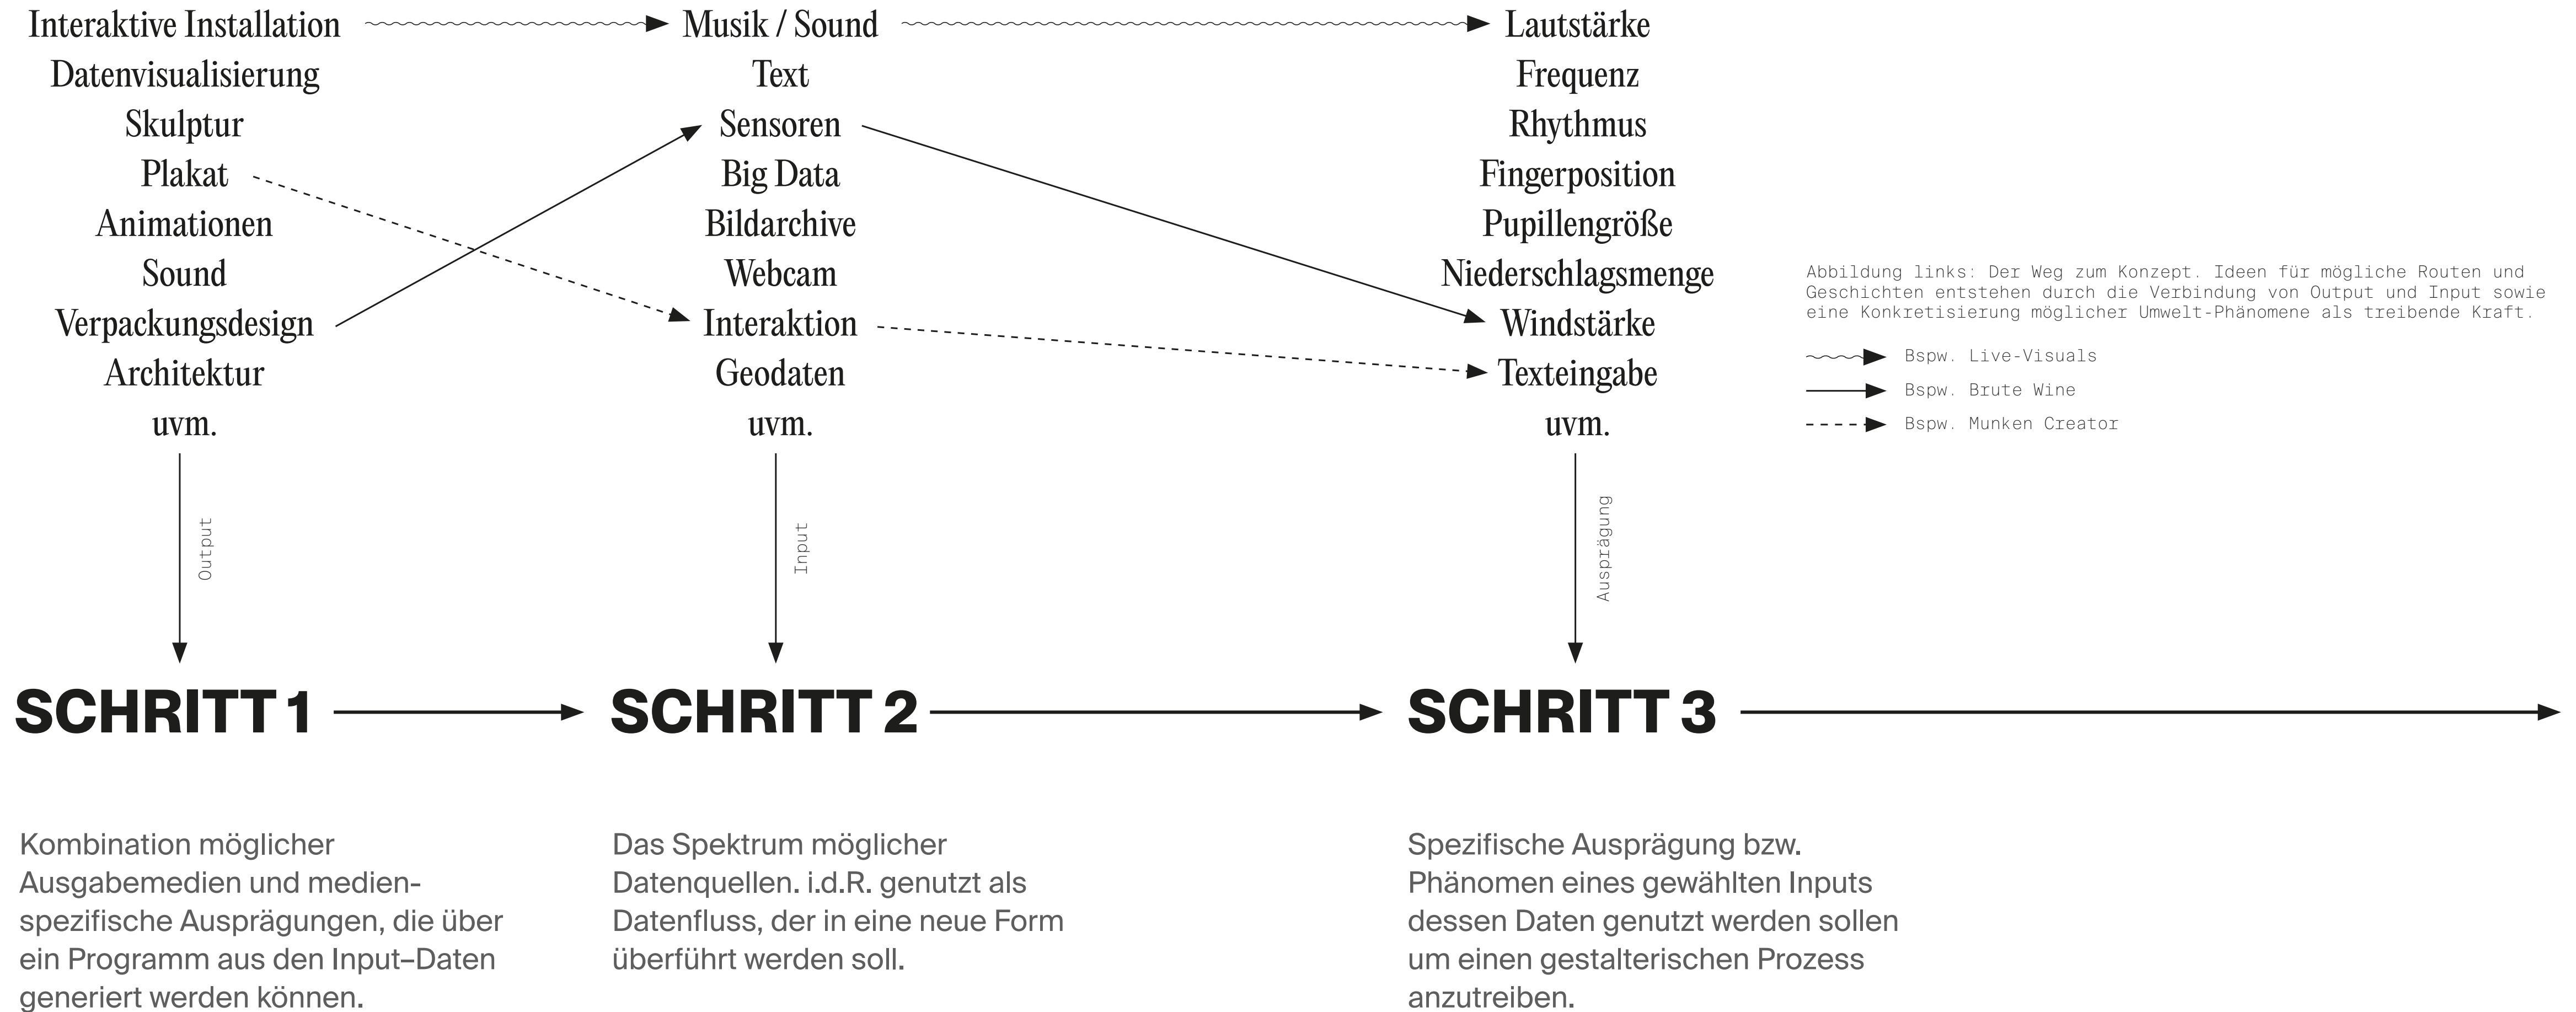 Interaktive Installation
Datenvisualisierung
Skulptur
Plakat
Animationen
Sound
Verpackungsdesign
Architektur
uvm.
Output
Musik / Sound
Text
Sensoren
Big Data
Bildarchive
Webcam
Interaktion
Geodaten
uvm.
Input
Lautstärke
Frequenz
Rhythmus
Fingerposition
Pupillengröße
Niederschlagsmenge
Windstärke
Texteingabe
uvm.
Ausprägung
Abbildung links: Der Weg zum Konzept. Ideen für mögliche Routen und
Geschichten entstehen durch die Verbindung von Output und Input sowie
eine Konkretisierung möglicher Umwelt-Phänomene als treibende Kraft.
Bspw. Live-Visuals
Bspw. Brute Wine
Bspw. Munken Creator
SCHRITT 1
Kombination möglicher
Ausgabemedien und medien-
spezifische Ausprägungen, die über
ein Programm aus den Input–Daten
generiert werden können.
SCHRITT 2
Das Spektrum möglicher
Datenquellen. i.d.R. genutzt als
Datenfluss, der in eine neue Form
überführt werden soll.
SCHRITT 3
Spezifische Ausprägung bzw.
Phänomen eines gewählten Inputs
dessen Daten genutzt werden sollen
um einen gestalterischen Prozess
anzutreiben.